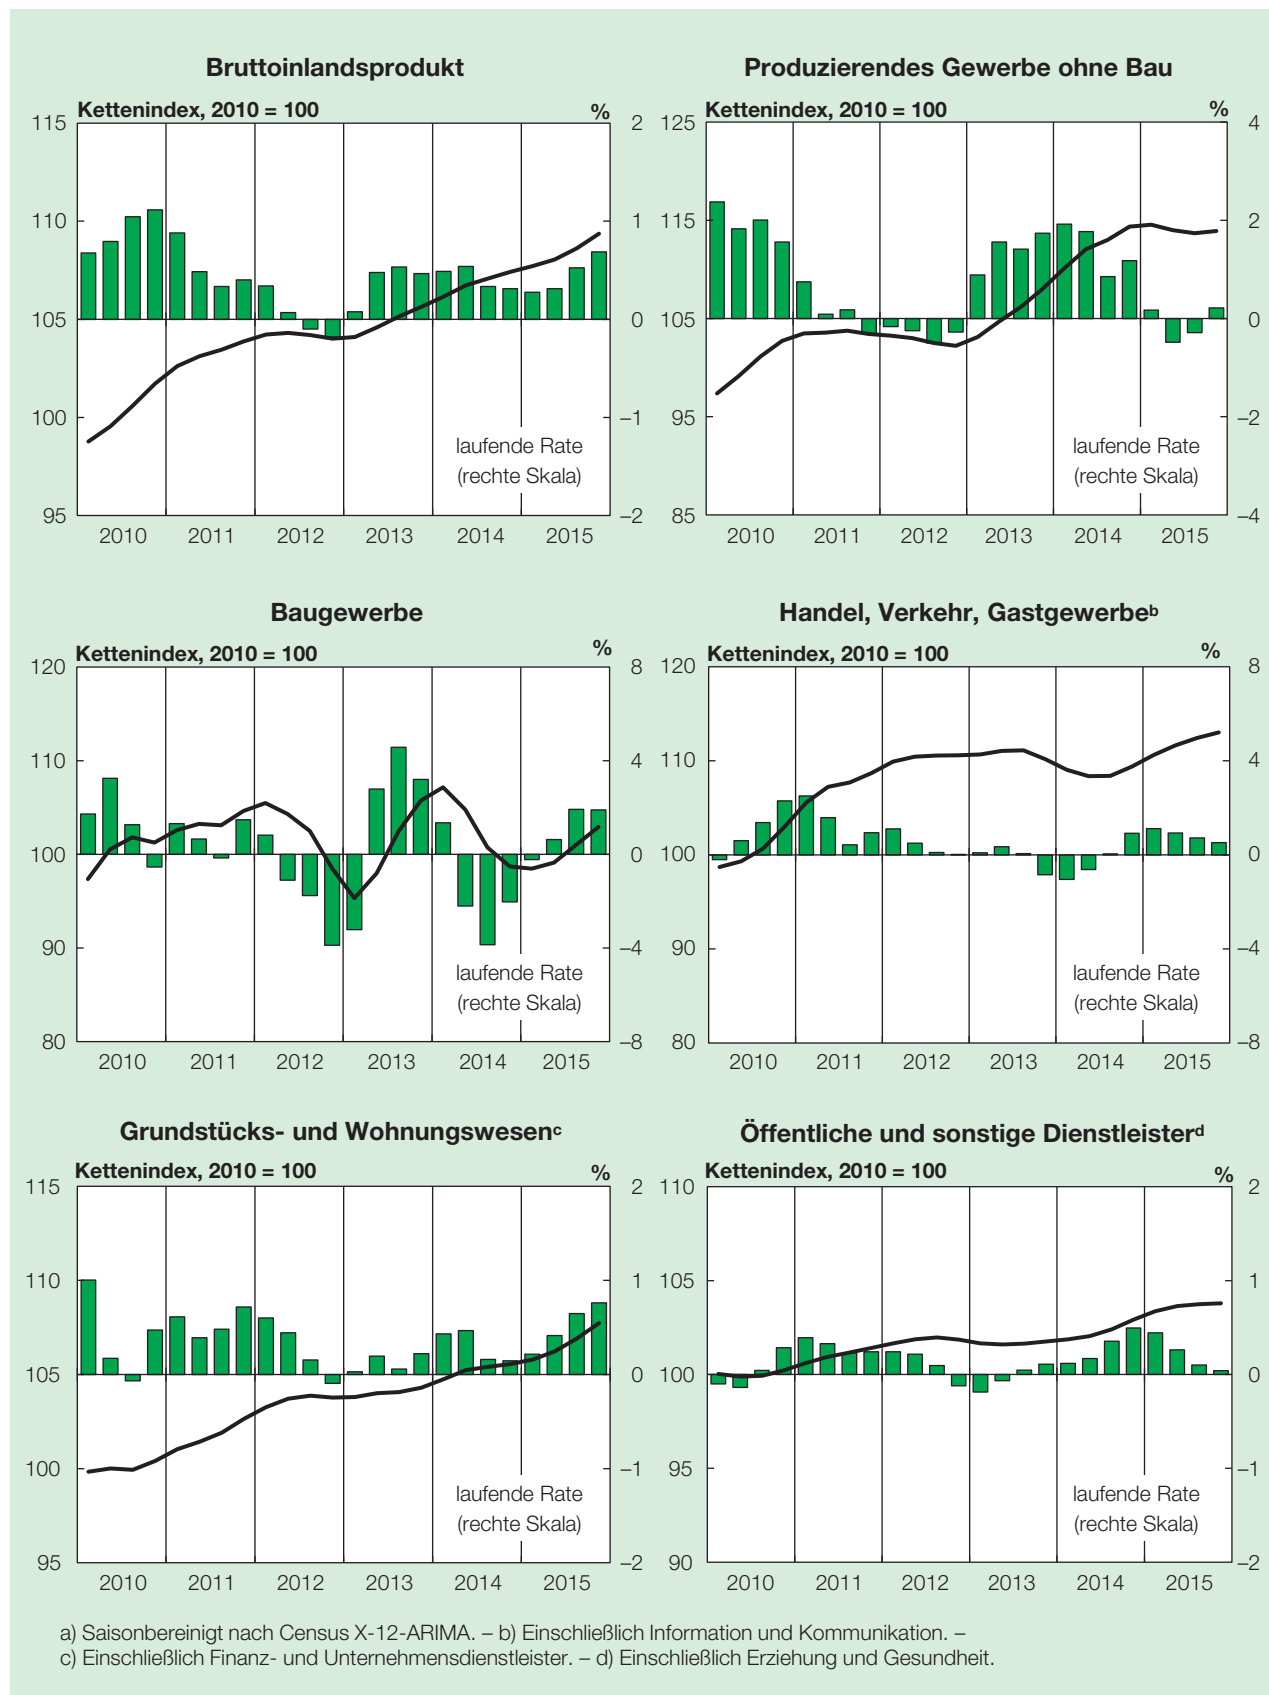 Bruttoinlandsprodukt
Kettenindex, 2010 = 100
%
115
110
105
100
95
2
1
0
–1
–2
laufende Rate
(rechte Skala)
2010 2011 2012 2013 2014 2015
Produzierendes Gewerbe ohne Bau
Kettenindex, 2010 = 100
%
125
115
105
95
85
4
2
0
–2
–4
laufende Rate
(rechte Skala)
2010 2011 2012 2013 2014 2015
Baugewerbe
Kettenindex, 2010 = 100
%
120
110
100
90
80
8
4
0
–4
–8
laufende Rate
(rechte Skala)
2010 2011 2012 2013 2014 2015
Handel, Verkehr, Gastgewerbeᵇ
Kettenindex, 2010 = 100
%
120
110
100
90
80
8
4
0
–4
–8
laufende Rate
(rechte Skala)
2010 2011 2012 2013 2014 2015
Grundstücks- und Wohnungswesenᶜ
Kettenindex, 2010 = 100
%
115
110
105
100
95
2
1
0
–1
–2
laufende Rate
(rechte Skala)
2010 2011 2012 2013 2014 2015
Öffentliche und sonstige Dienstleisterᵈ
Kettenindex, 2010 = 100
%
110
105
100
95
90
2
1
0
–1
–2
laufende Rate
(rechte Skala)
2010 2011 2012 2013 2014 2015
a) Saisonbereinigt nach Census X-12-ARIMA. – b) Einschließlich Information und Kommunikation. –
c) Einschließlich Finanz- und Unternehmensdienstleister. – d) Einschließlich Erziehung und Gesundheit.